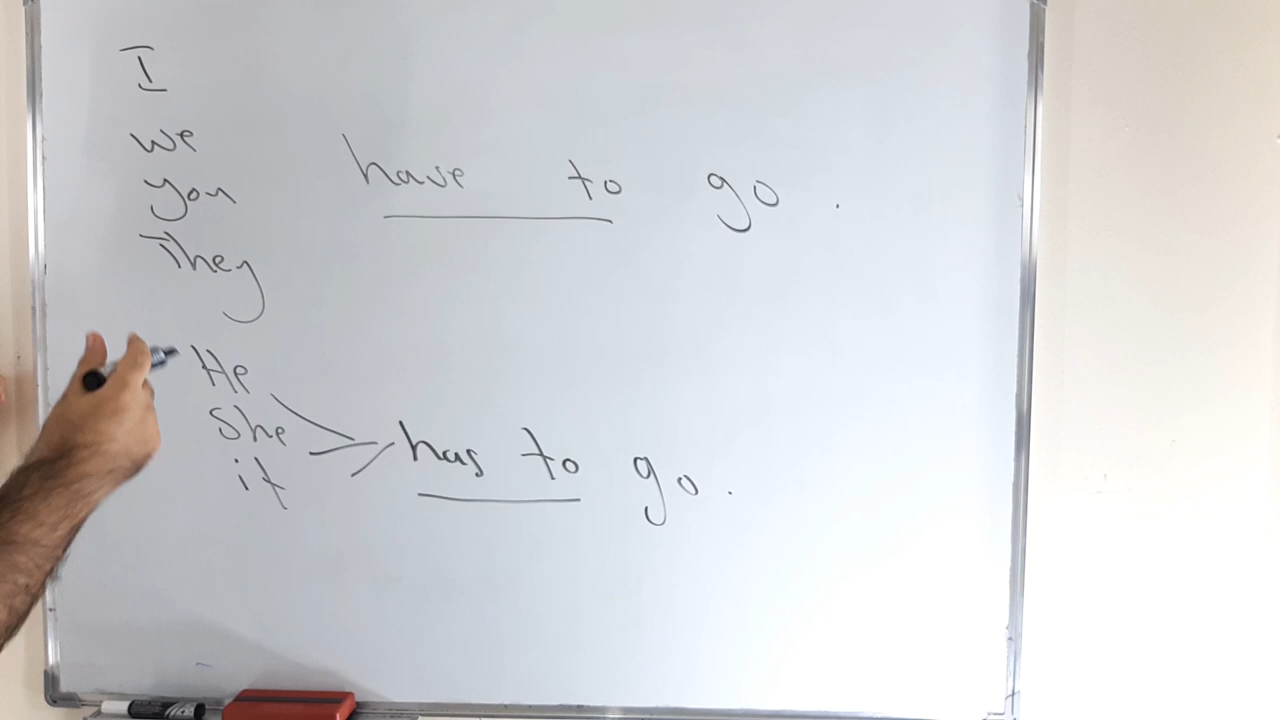 I
we
you
They
have to go .
He
She
it
has to go .